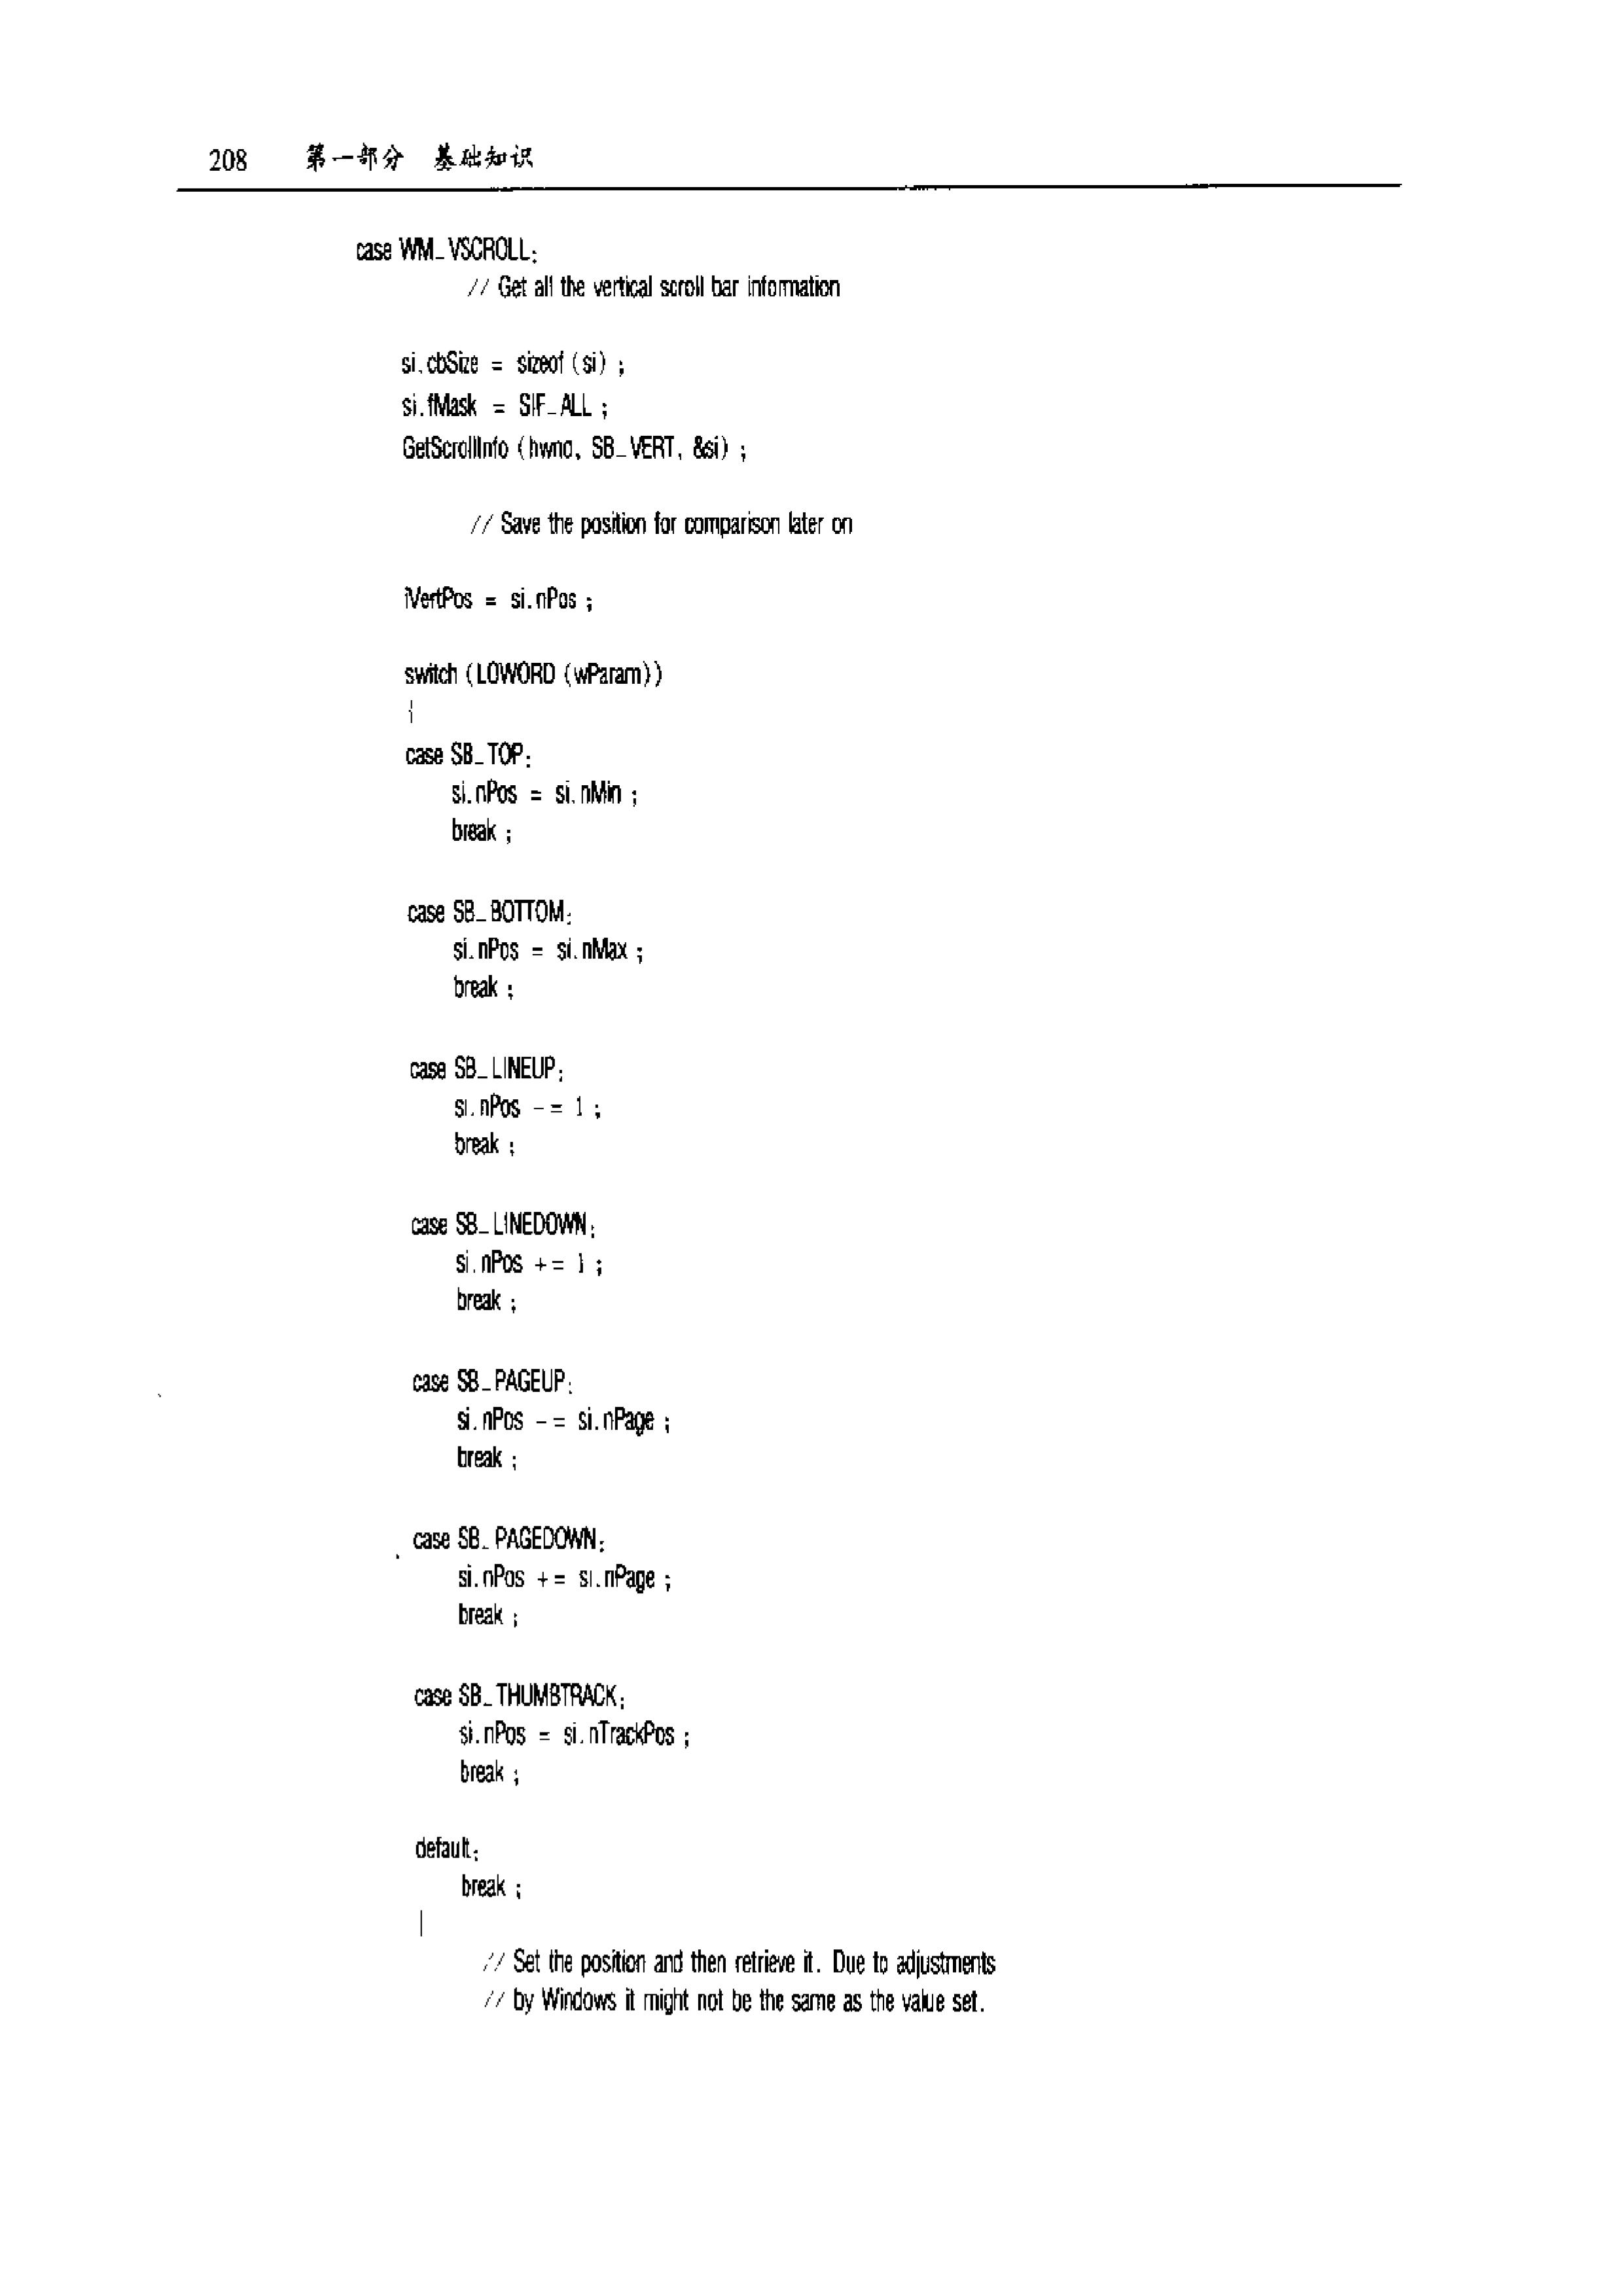 208 第一部分 基础知识
case WM_VSCROLL:
// Get all the vertical scroll bar information
si.cbSize = sizeof (si) ;
si.fMask = SIF_ALL ;
GetScrollInfo (hwnd, SB_VERT, &si) ;
// Save the position for comparison later on
iVertPos = si.nPos ;
switch (LOWORD (wParam))
{
case SB_TOP:
si.nPos = si.nMin ;
break ;
case SB_BOTTOM:
si.nPos = si.nMax ;
break ;
case SB_LINEUP:
si.nPos -= 1 ;
break ;
case SB_LINEDOWN:
si.nPos += 1 ;
break ;
case SB_PAGEUP:
si.nPos -= si.nPage ;
break ;
case SB_PAGEDOWN:
si.nPos += si.nPage ;
break ;
case SB_THUMBTRACK:
si.nPos = si.nTrackPos ;
break ;
default:
break ;
}
// Set the position and then retrieve it. Due to adjustments
// by Windows it might not be the same as the value set.